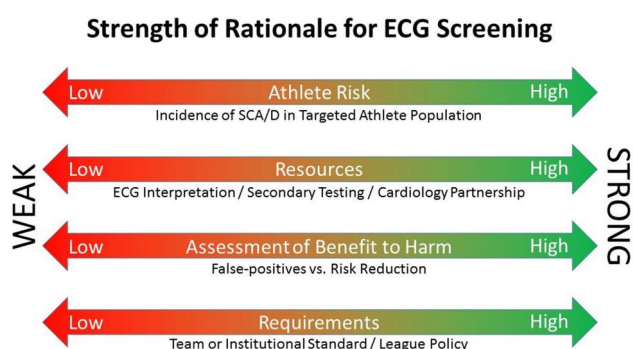 Strength of Rationale for ECG Screening
Low Athlete Risk High
Incidence of SCA/D in Targeted Athlete Population
Low Resources High
ECG Interpretation / Secondary Testing / Cardiology Partnership
WEAK
STRONG
Low Assessment of Benefit to Harm High
False-positives vs. Risk Reduction
Low Requirements High
Team or Institutional Standard / League Policy